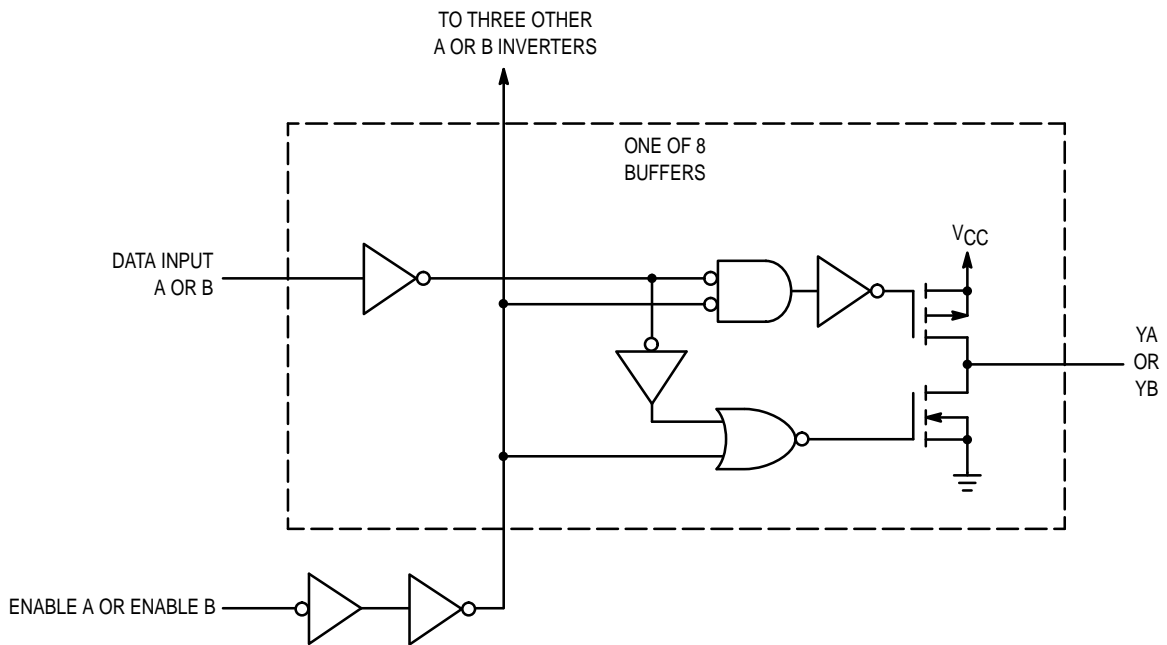 TO THREE OTHER
A OR B INVERTERS
ONE OF 8
BUFFERS
VCC
DATA INPUT
A OR B
YA
OR
YB
ENABLE A OR ENABLE B